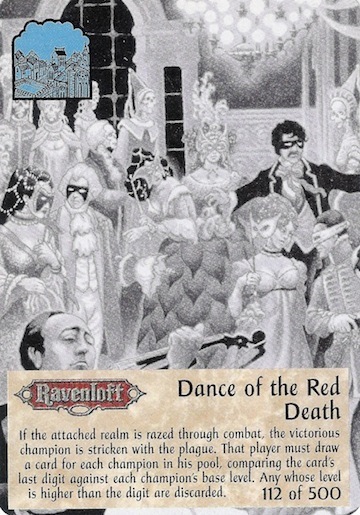 Ravenloft
Dance of the Red
Death
If the attached realm is razed through combat, the victorious
champion is stricken with the plague. That player must draw
a card for each champion in his pool, comparing the card's
last digit against each champion's base level. Any whose level
is higher than the digit are discarded. 112 of 500